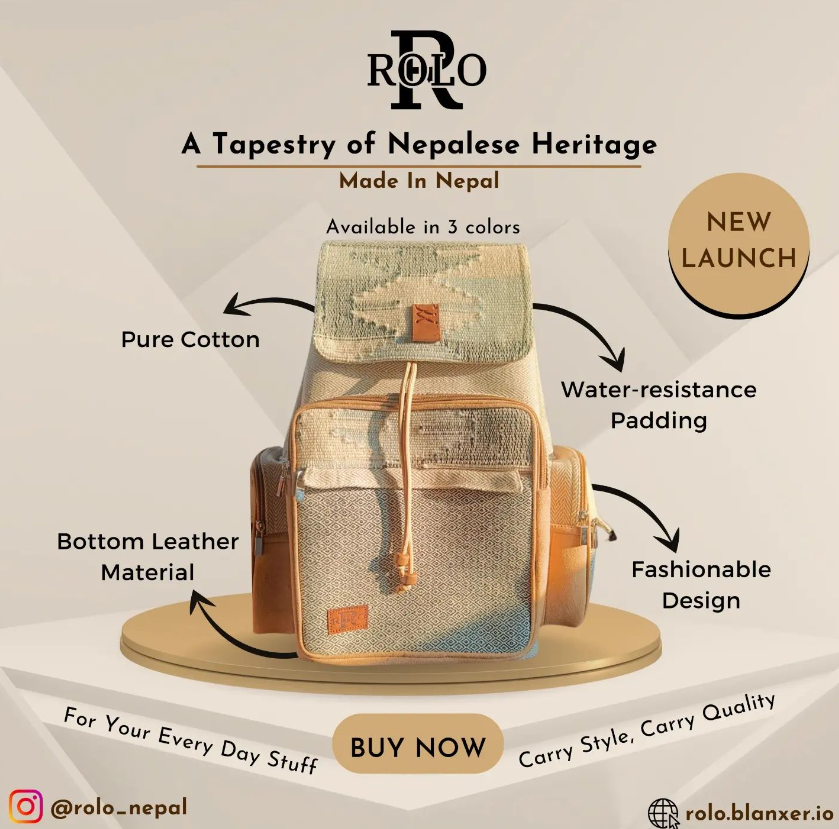 R
ROLO
A Tapestry of Nepalese Heritage
Made In Nepal
Available in 3 colors
NEW
LAUNCH
Pure Cotton
Water-resistance
Padding
Bottom Leather
Material
Fashionable
Design
For Your Every Day Stuff
BUY NOW
Carry Style, Carry Quality
@rolo_nepal
rolo.blanxer.io